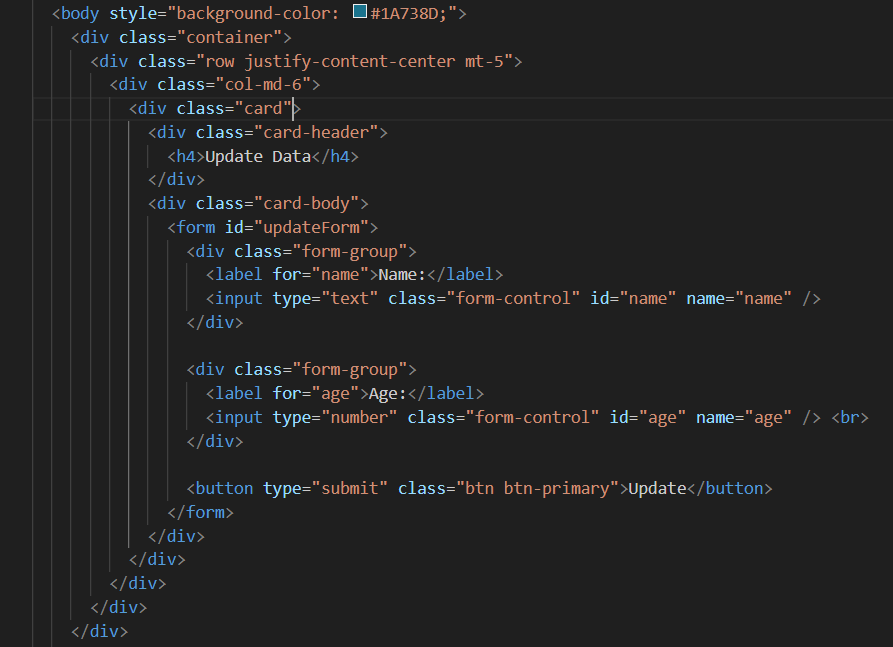 <body style="background-color: #1A738D;">
<div class="container">
<div class="row justify-content-center mt-5">
<div class="col-md-6">
<div class="card">
<div class="card-header">
<h4>Update Data</h4>
</div>
<div class="card-body">
<form id="updateForm">
<div class="form-group">
<label for="name">Name:</label>
<input type="text" class="form-control" id="name" name="name" />
</div>
<div class="form-group">
<label for="age">Age:</label>
<input type="number" class="form-control" id="age" name="age" /> <br>
</div>
<button type="submit" class="btn btn-primary">Update</button>
</form>
</div>
</div>
</div>
</div>
</div>